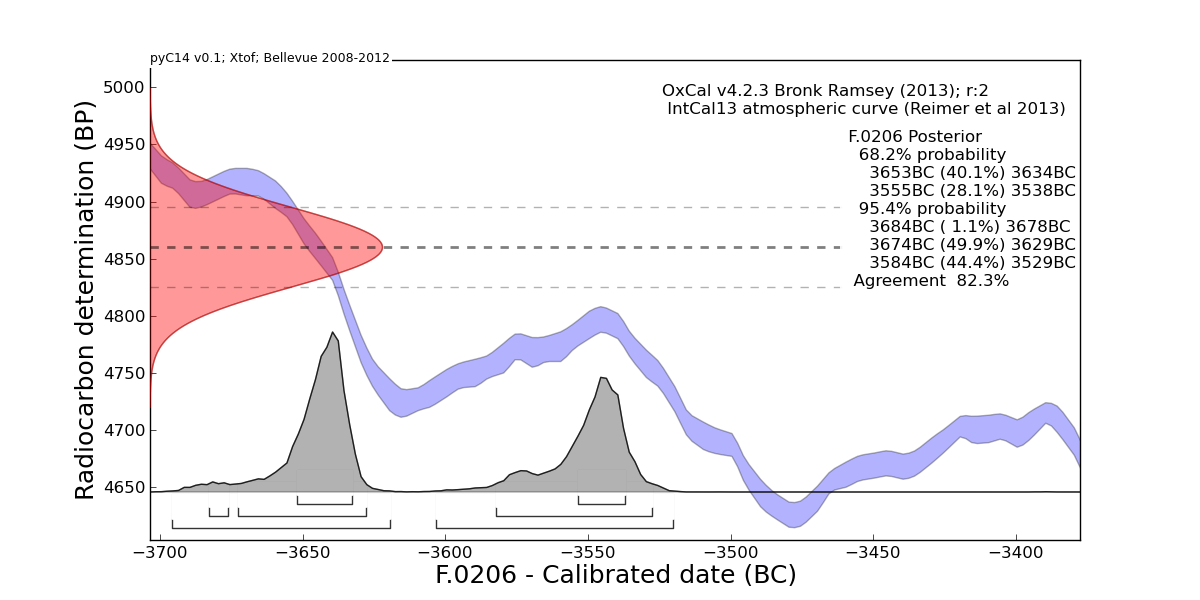 pyC14 v0.1; Xtof; Bellevue 2008-2012
OxCal v4.2.3 Bronk Ramsey (2013); r:2
IntCal13 atmospheric curve (Reimer et al 2013)
F.0206 Posterior
68.2% probability
3653BC (40.1%) 3634BC
3555BC (28.1%) 3538BC
95.4% probability
3684BC ( 1.1%) 3678BC
3674BC (49.9%) 3629BC
3584BC (44.4%) 3529BC
Agreement  82.3%
Radiocarbon determination (BP)
5000
4950
4900
4850
4800
4750
4700
4650
−3700 −3650 −3600 −3550 −3500 −3450 −3400
F.0206 - Calibrated date (BC)